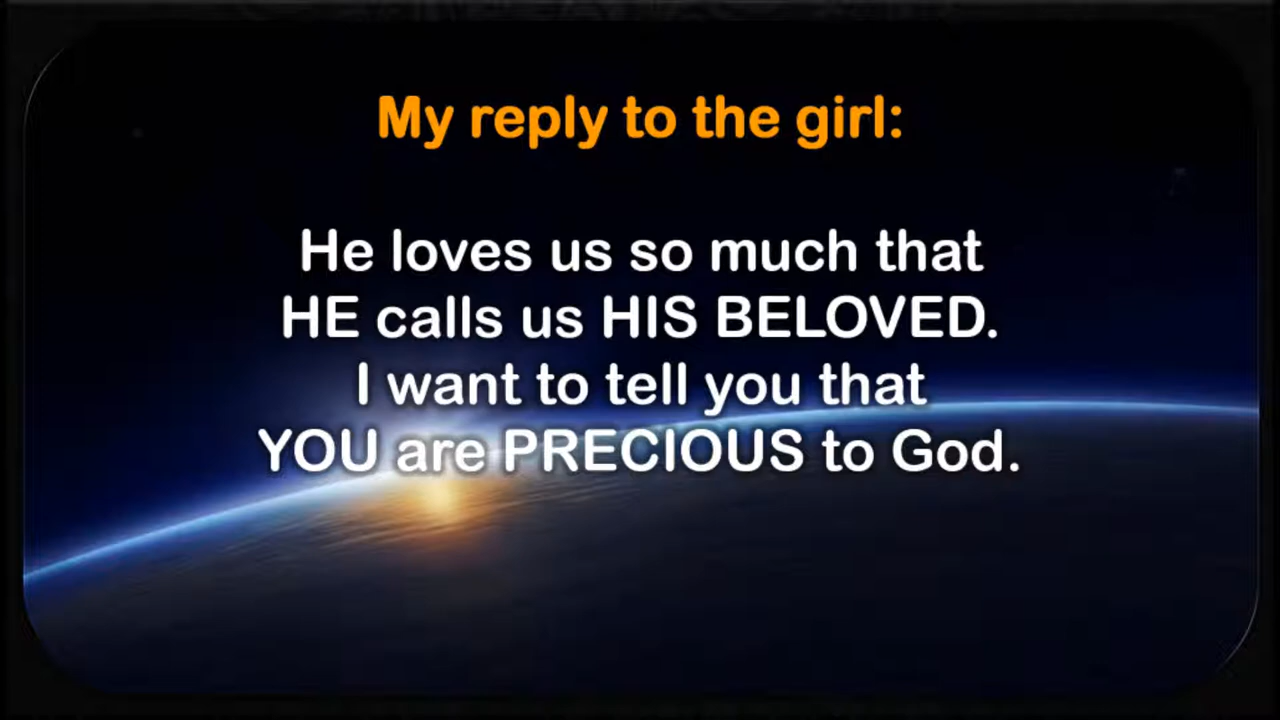 My reply to the girl:
He loves us so much that
HE calls us HIS BELOVED.
I want to tell you that
YOU are PRECIOUS to God.